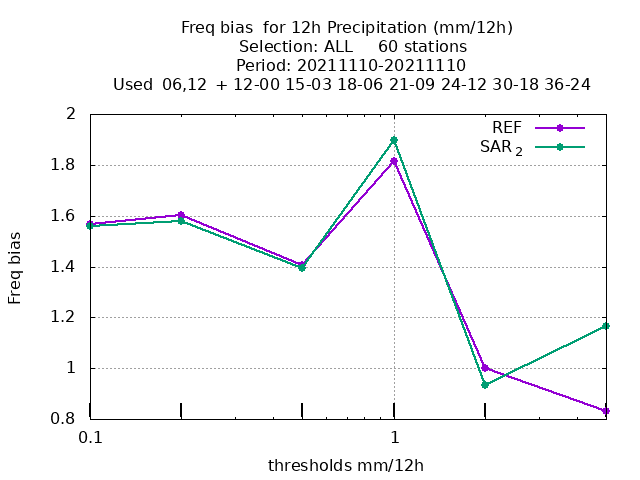 Freq bias  for 12h Precipitation (mm/12h)
Selection: ALL     60 stations
Period: 20211110-20211110
Used  06,12  + 12-00 15-03 18-06 21-09 24-12 30-18 36-24
REF
SAR 2
2
1.8
1.6
1.4
1.2
1
0.8
Freq bias
0.1
1
thresholds mm/12h